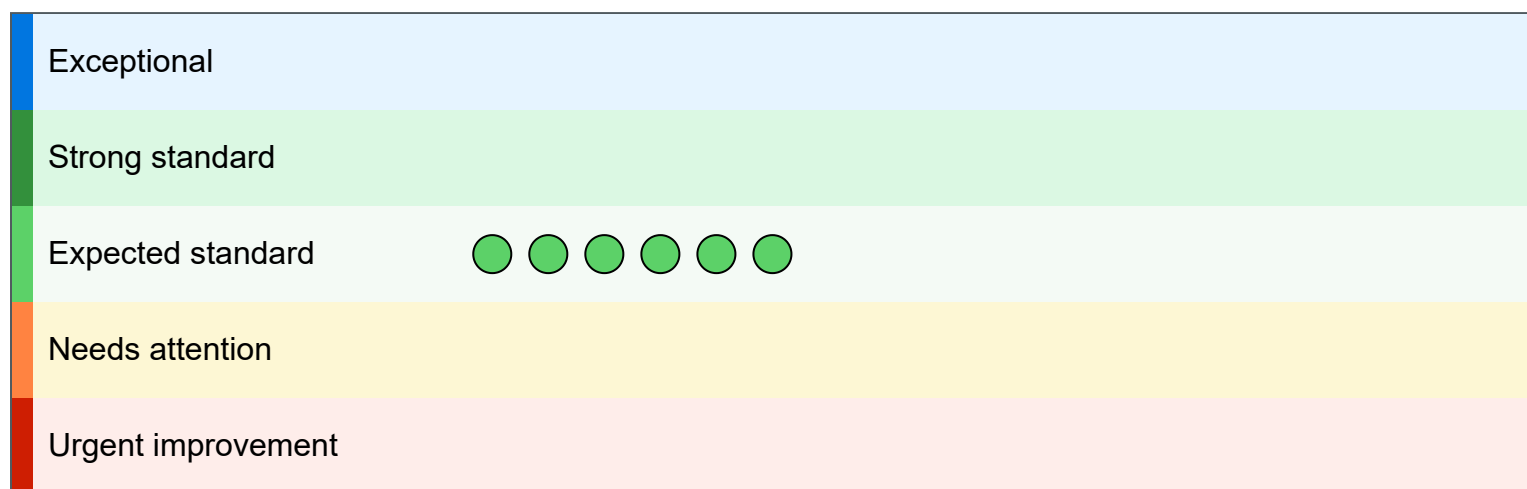 Exceptional
Strong standard
Expected standard
Needs attention
Urgent improvement